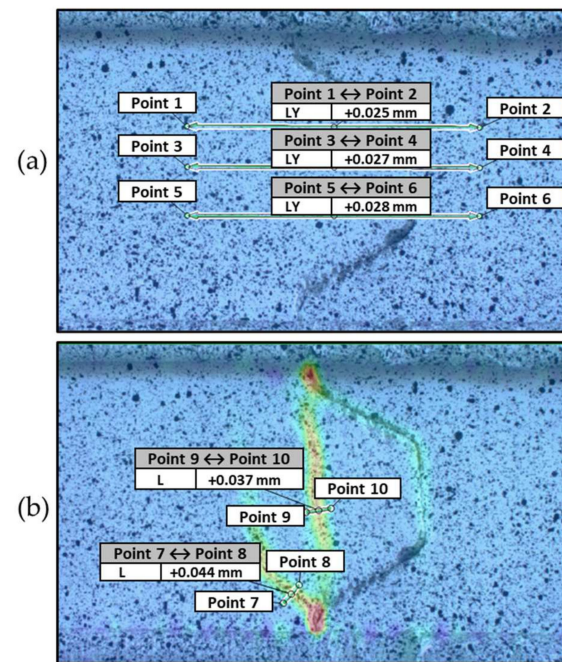 (a)
Point 1 ↔ Point 2
LY +0.025 mm
Point 1
Point 2
Point 3 ↔ Point 4
LY +0.027 mm
Point 3
Point 4
Point 5 ↔ Point 6
LY +0.028 mm
Point 5
Point 6
(b)
Point 9 ↔ Point 10
L +0.037 mm
Point 10
Point 9
Point 7 ↔ Point 8
L +0.044 mm
Point 8
Point 7